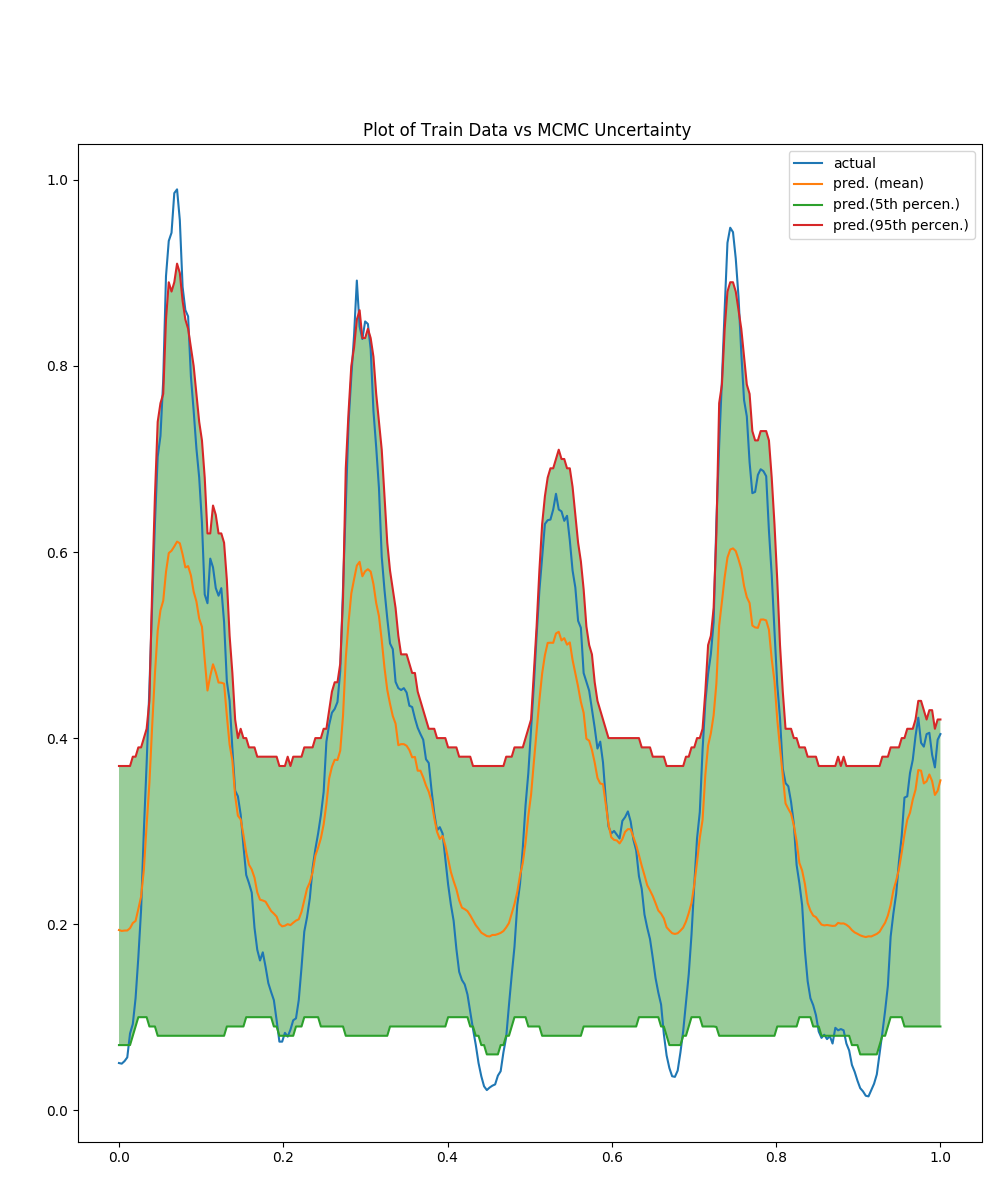 Plot of Train Data vs MCMC Uncertainty
actual
pred. (mean)
pred.(5th percen.)
pred.(95th percen.)
1.0
0.8
0.6
0.4
0.2
0.0
0.0 0.2 0.4 0.6 0.8 1.0